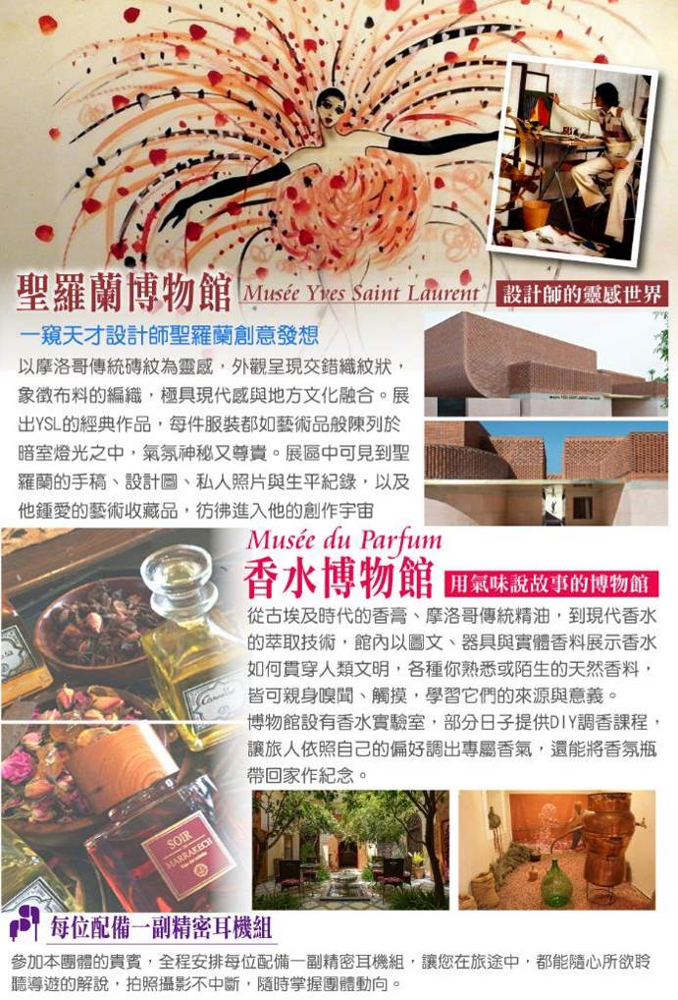 聖羅蘭博物館 Musée Yves Saint Laurent 設計師的靈感世界
一窺天才設計師聖羅蘭創意發想
以摩洛哥傳統磚紋為靈感，外觀呈現交錯織紋狀，
象徵布料的編織，極具現代感與地方文化融合。展
出YSL的經典作品，每件服裝都如藝術品般陳列於
暗室燈光之中，氣氛神秘又尊貴。展區中可見到聖
羅蘭的手稿、設計圖、私人照片與生平紀錄，以及
他鍾愛的藝術收藏品，彷彿進入他的創作宇宙
Musée du Parfum
香水博物館 用氣味說故事的博物館
從古埃及時代的香膏、摩洛哥傳統精油，到現代香水
的萃取技術，館內以圖文、器具與實體香料展示香水
如何貫穿人類文明，各種你熟悉或陌生的天然香料，
皆可親身嗅聞、觸摸，學習它們的來源與意義。
博物館設有香水實驗室，部分日子提供DIY調香課程，
讓旅人依照自己的偏好調出專屬香氣，還能將香氛瓶
帶回家作紀念。
SOIR
MARRAKECH
每位配備一副精密耳機組
參加本團體的貴賓，全程安排每位配備一副精密耳機組，讓您在旅途中，都能隨心所欲聆
聽導遊的解說，拍照攝影不中斷，隨時掌握團體動向。